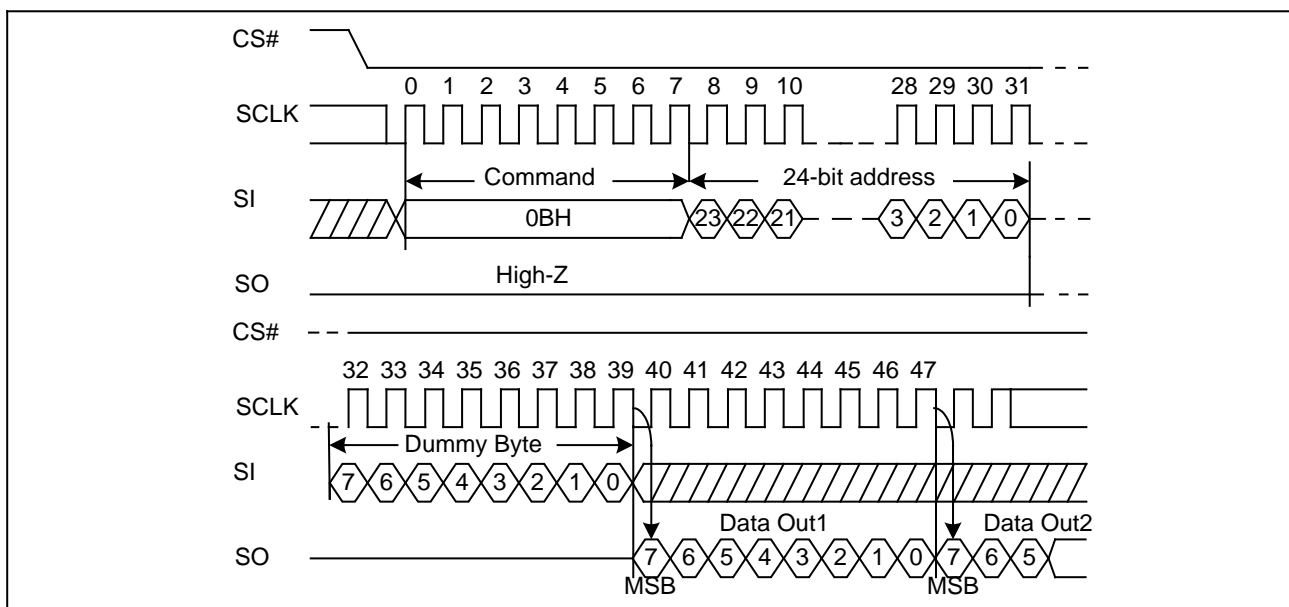 CS#
0 1 2 3 4 5 6 7 8 9 10 28 29 30 31
SCLK
Command 24-bit address
SI
0BH 23 22 21 3 2 1 0
High-Z
SO
CS#
32 33 34 35 36 37 38 39 40 41 42 43 44 45 46 47
SCLK
Dummy Byte
SI
7 6 5 4 3 2 1 0
Data Out1 Data Out2
SO
7 6 5 4 3 2 1 0 7 6 5
MSB MSB